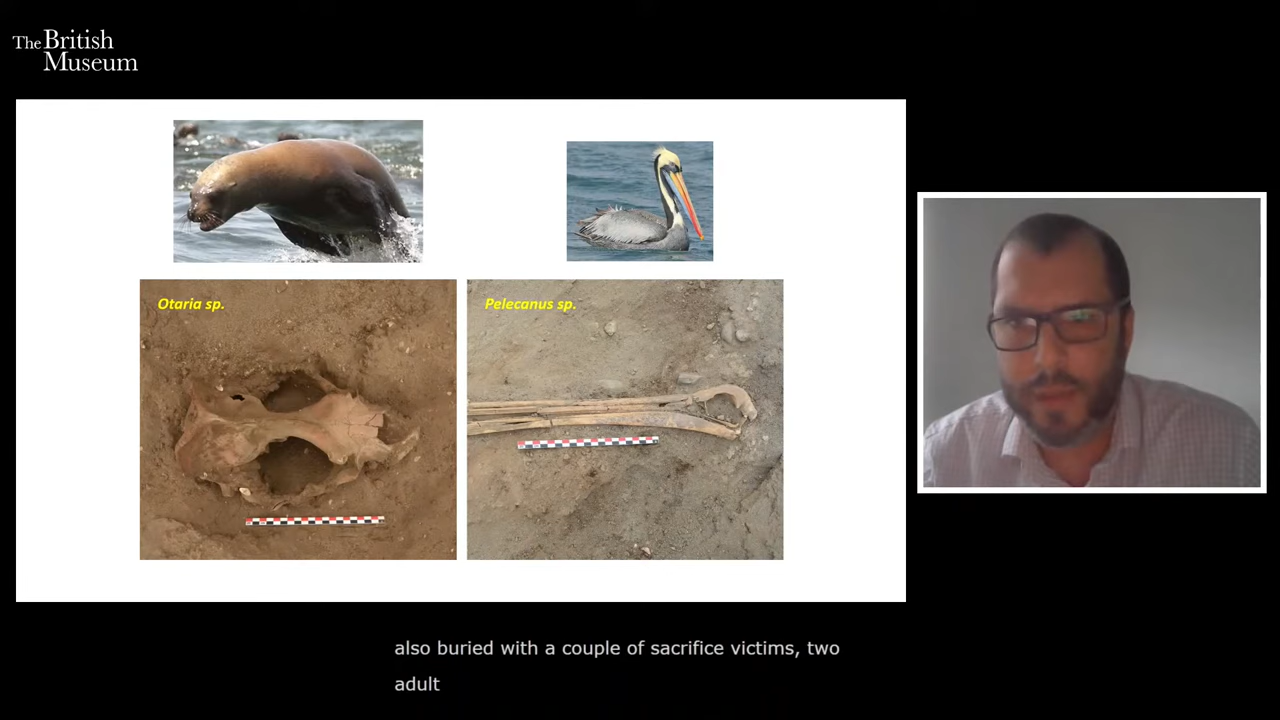 The British
Museum
Otaria sp.
Pelecanus sp.
also buried with a couple of sacrifice victims, two
adult